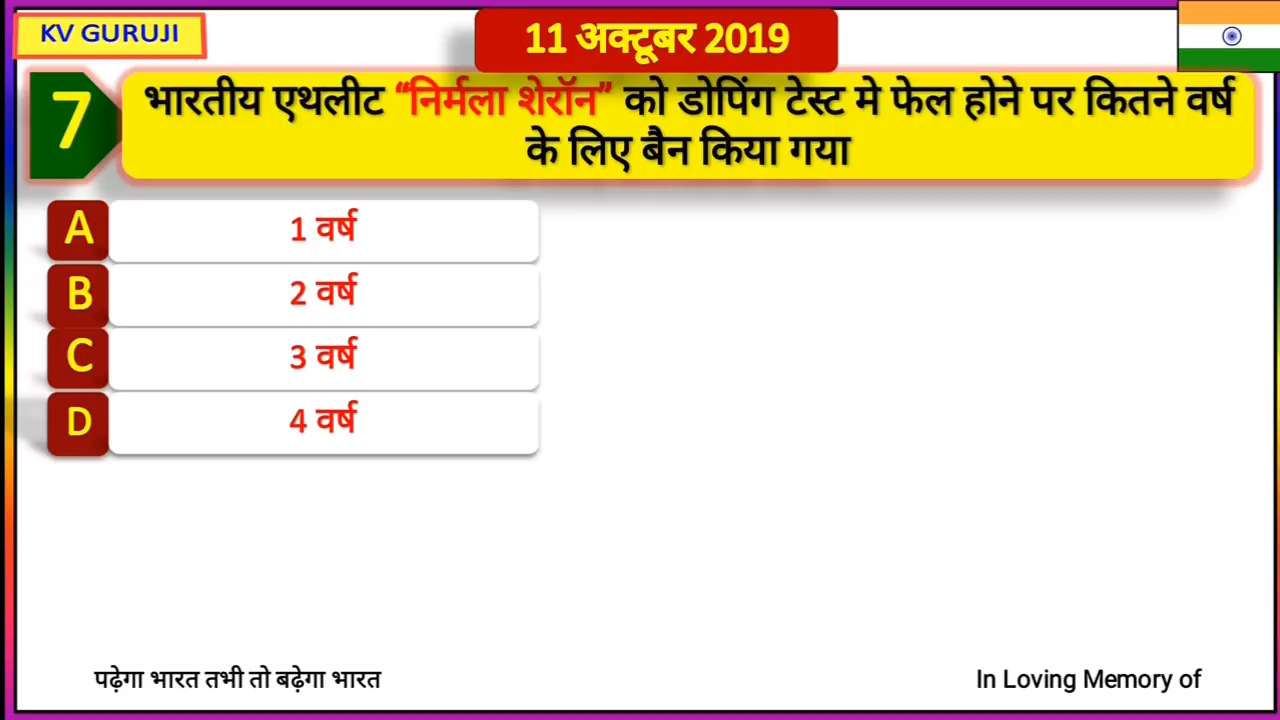 KV GURUJI
11 अक्टूबर 2019
7
भारतीय एथलीट “निर्मला शेरॉन” को डोपिंग टेस्ट मे फेल होने पर कितने वर्ष
के लिए बैन किया गया
A 1 वर्ष
B 2 वर्ष
C 3 वर्ष
D 4 वर्ष
पढ़ेगा भारत तभी तो बढ़ेगा भारत
In Loving Memory of